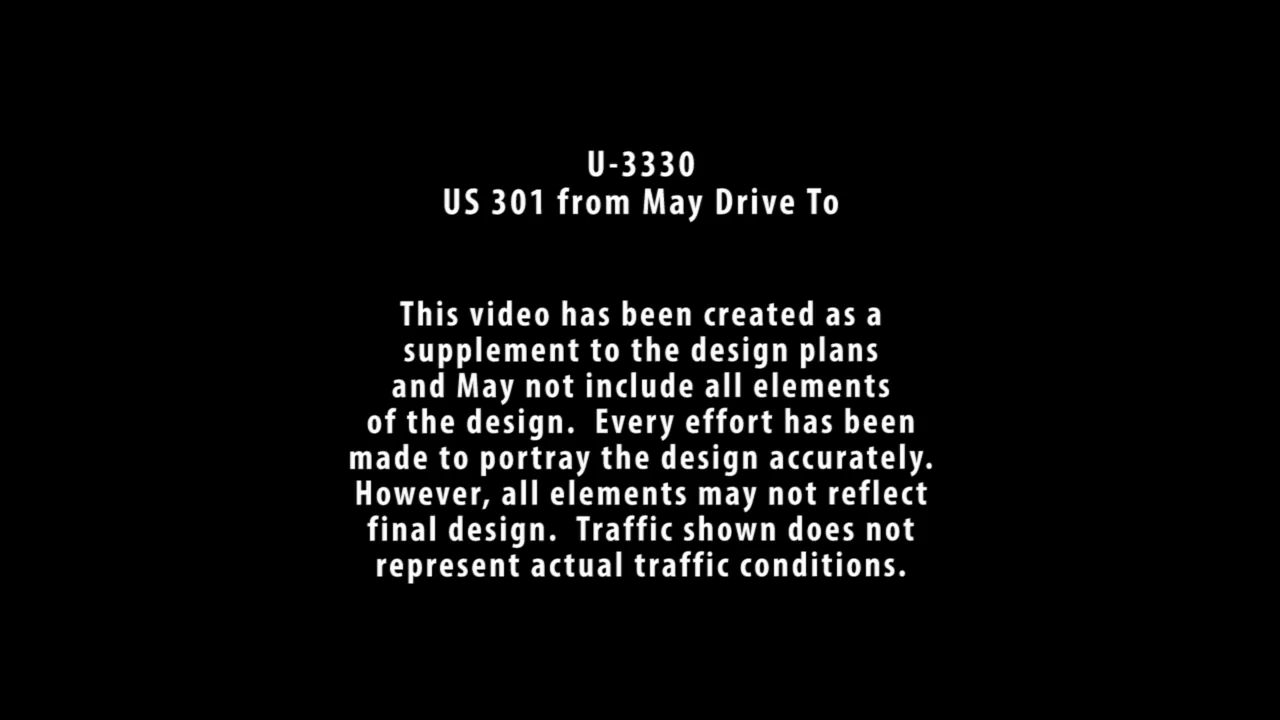 U-3330
US 301 from May Drive To
This video has been created as a
supplement to the design plans
and May not include all elements
of the design.  Every effort has been
made to portray the design accurately.
However, all elements may not reflect
final design.  Traffic shown does not
represent actual traffic conditions.